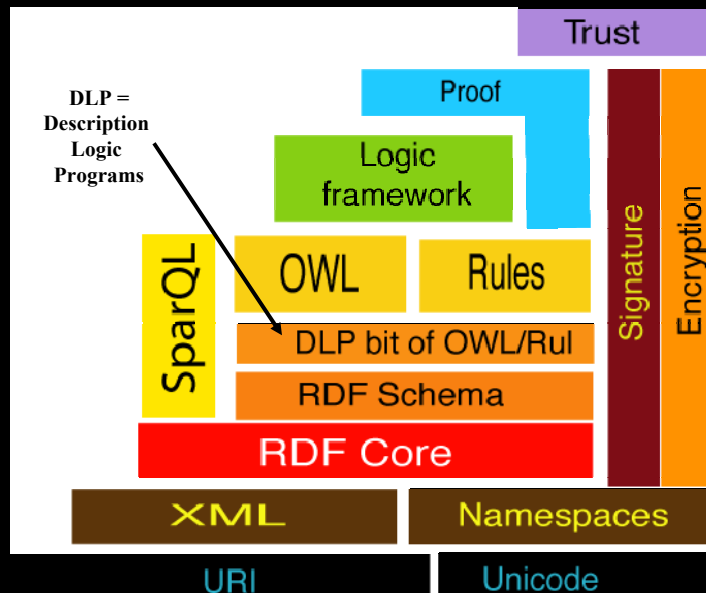 Trust
DLP =
Description
Logic
Programs
Proof
Logic
framework
SparQL
OWL
Rules
Signature
Encryption
DLP bit of OWL/Rul
RDF Schema
RDF Core
XML
Namespaces
URI
Unicode